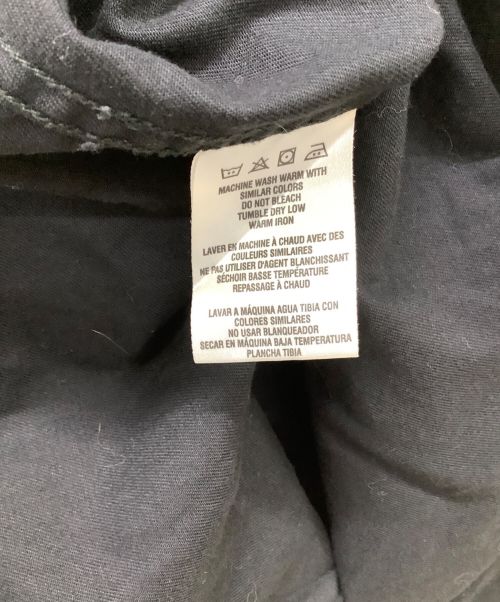 MACHINE WASH WARM WITH
SIMILAR COLORS
DO NOT BLEACH
TUMBLE DRY LOW
WARM IRON
LAVER EN MACHINE À CHAUD AVEC DES
COULEURS SIMILAIRES
NE PAS UTILISER D'AGENT BLANCHISSANT
SÉCHOIR BASSE TEMPÉRATURE
REPASSAGE À CHAUD
LAVAR A MÁQUINA AGUA TIBIA CON
COLORES SIMILARES
NO USAR BLANQUEADOR
SECAR EN MÁQUINA BAJA TEMPERATURA
PLANCHA TIBIA